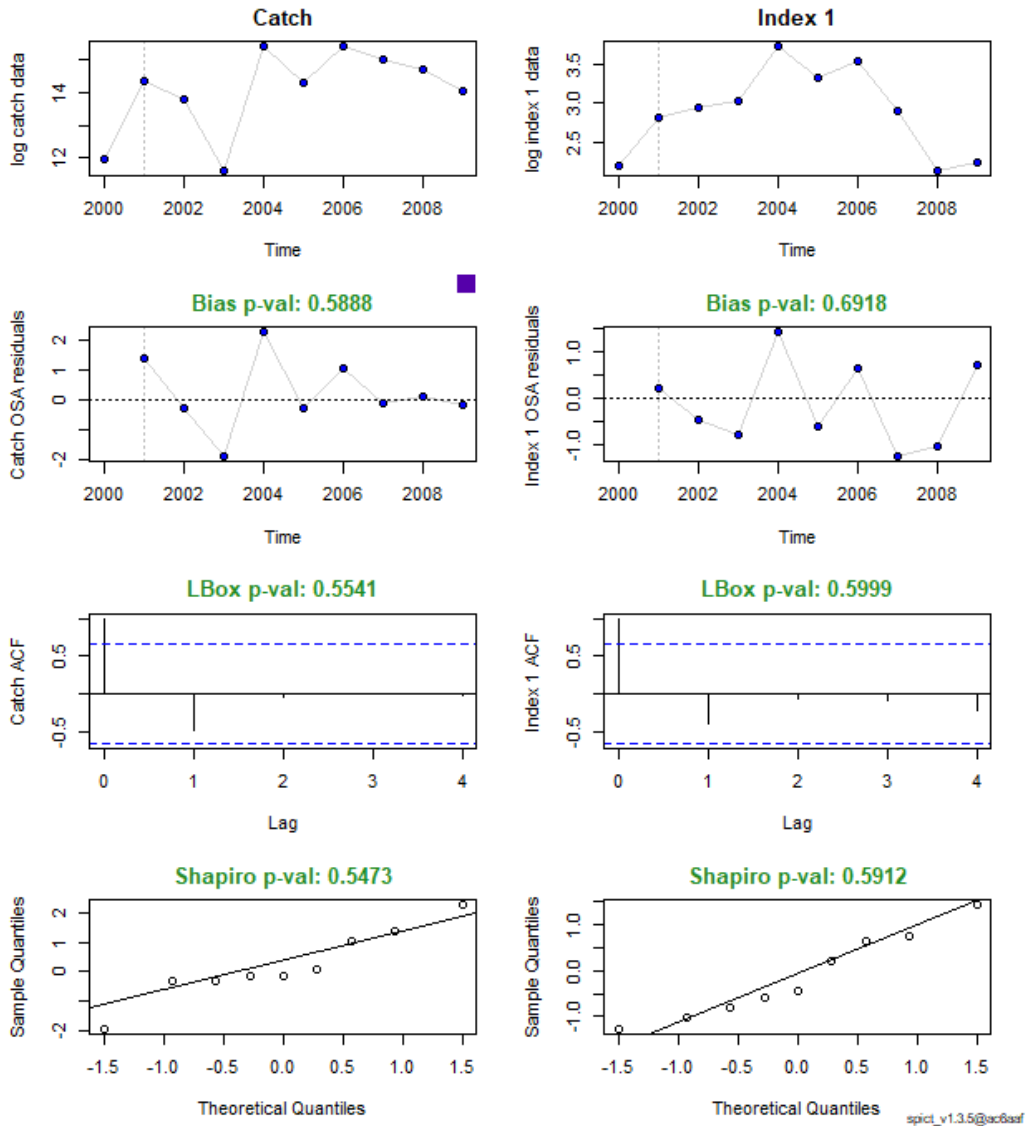 Catch
log catch data
14
12
2000 2002 2004 2006 2008
Time
Index 1
log index 1 data
3.5
3.0
2.5
2000 2002 2004 2006 2008
Time
Bias p-val: 0.5888
Catch OSA residuals
2
0
-2
2000 2002 2004 2006 2008
Time
Bias p-val: 0.6918
Index 1 OSA residuals
1.0
0.0
-1.0
2000 2002 2004 2006 2008
Time
LBox p-val: 0.5541
Catch ACF
0.5
-0.5
0 1 2 3 4
Lag
LBox p-val: 0.5999
Index 1 ACF
0.5
-0.5
0 1 2 3 4
Lag
Shapiro p-val: 0.5473
Sample Quantiles
2
1
0
-2
-1.5 -1.0 -0.5 0.0 0.5 1.0 1.5
Theoretical Quantiles
Shapiro p-val: 0.5912
Sample Quantiles
1.0
0.0
-1.0
-1.5 -1.0 -0.5 0.0 0.5 1.0 1.5
Theoretical Quantiles
spict_v1.3.5@ac6aaf